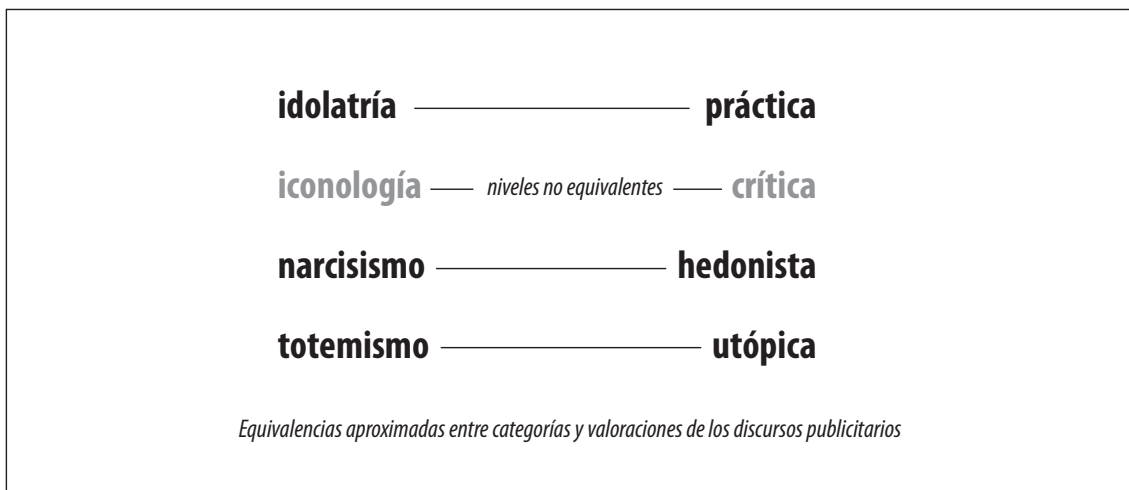 idolatría práctica
iconología niveles no equivalentes crítica
narcisismo hedonista
totemismo utópica
Equivalencias aproximadas entre categorías y valoraciones de los discursos publicitarios